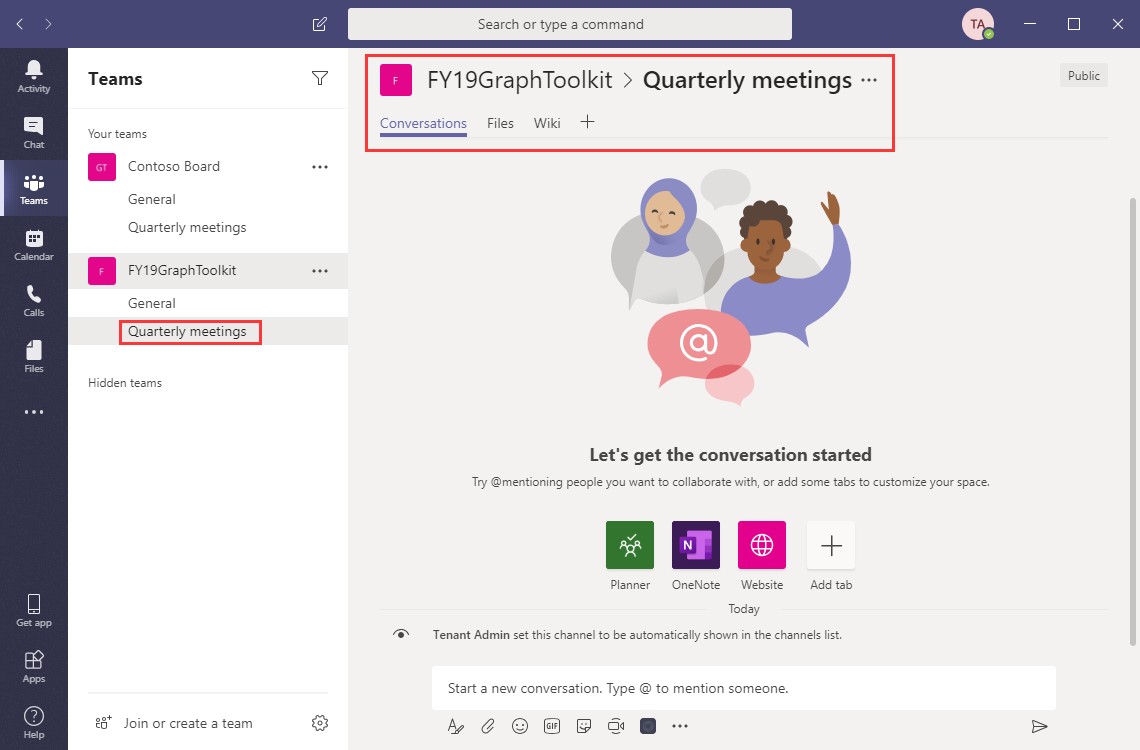 Search or type a command
TA
Activity
Chat
Teams
Calendar
Calls
Files
Get app
Apps
Help
Teams
Your teams
GT Contoso Board
General
Quarterly meetings
F FY19GraphToolkit
General
Quarterly meetings
Hidden teams
Join or create a team
F FY19GraphToolkit > Quarterly meetings
Public
Conversations Files Wiki
@
Let's get the conversation started
Try @mentioning people you want to collaborate with, or add some tabs to customize your space.
N
Planner OneNote Website Add tab
Today
Tenant Admin set this channel to be automatically shown in the channels list.
Start a new conversation. Type @ to mention someone.
GIF